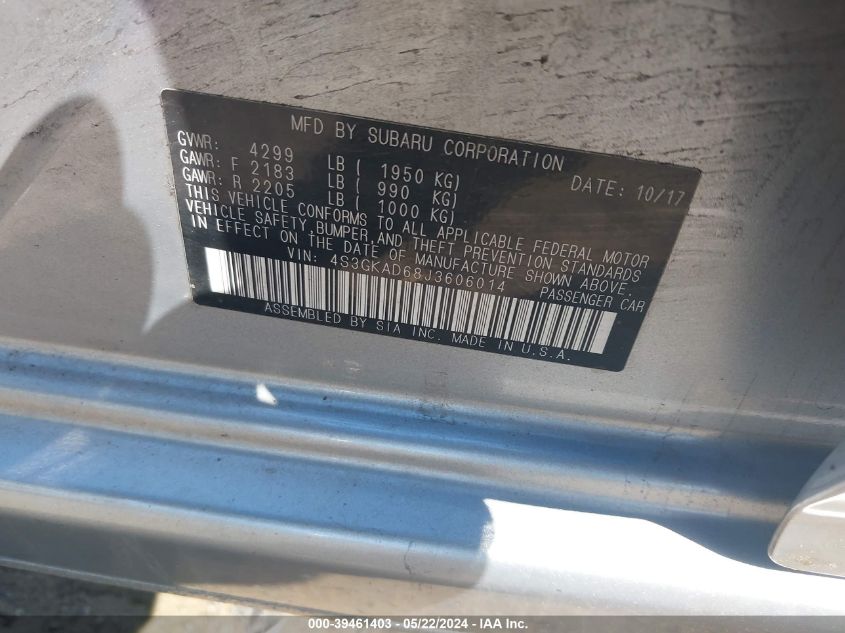 MFD BY SUBARU CORPORATION
GVWR: 4299 LB ( 1950 KG) DATE: 10/17
GAWR: F 2183 LB ( 990 KG)
GAWR: R 2205 LB ( 1000 KG)
THIS VEHICLE CONFORMS TO ALL APPLICABLE FEDERAL MOTOR
VEHICLE SAFETY,BUMPER,AND THEFT PREVENTION STANDARDS
IN EFFECT ON THE DATE OF MANUFACTURE SHOWN ABOVE.
VIN: 4S3GKAD68J3606014 PASSENGER CAR
ASSEMBLED BY SIA INC. MADE IN U.S.A.
000-39461403 - 05/22/2024 - IAA Inc.